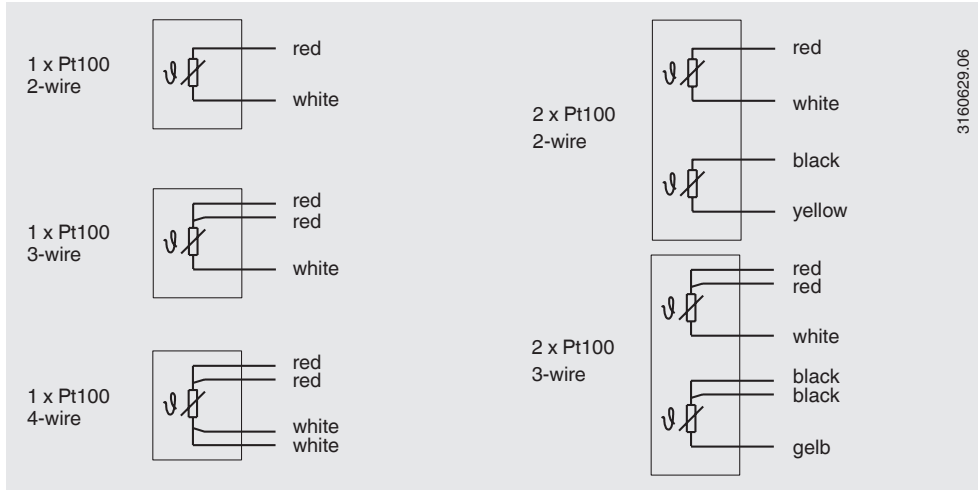 1 x Pt100
2-wire
ϑ
red
white
1 x Pt100
3-wire
ϑ
red
red
white
1 x Pt100
4-wire
ϑ
red
red
white
white
2 x Pt100
2-wire
ϑ
red
white
ϑ
black
yellow
2 x Pt100
3-wire
ϑ
red
red
white
ϑ
black
black
gelb
3160629.06